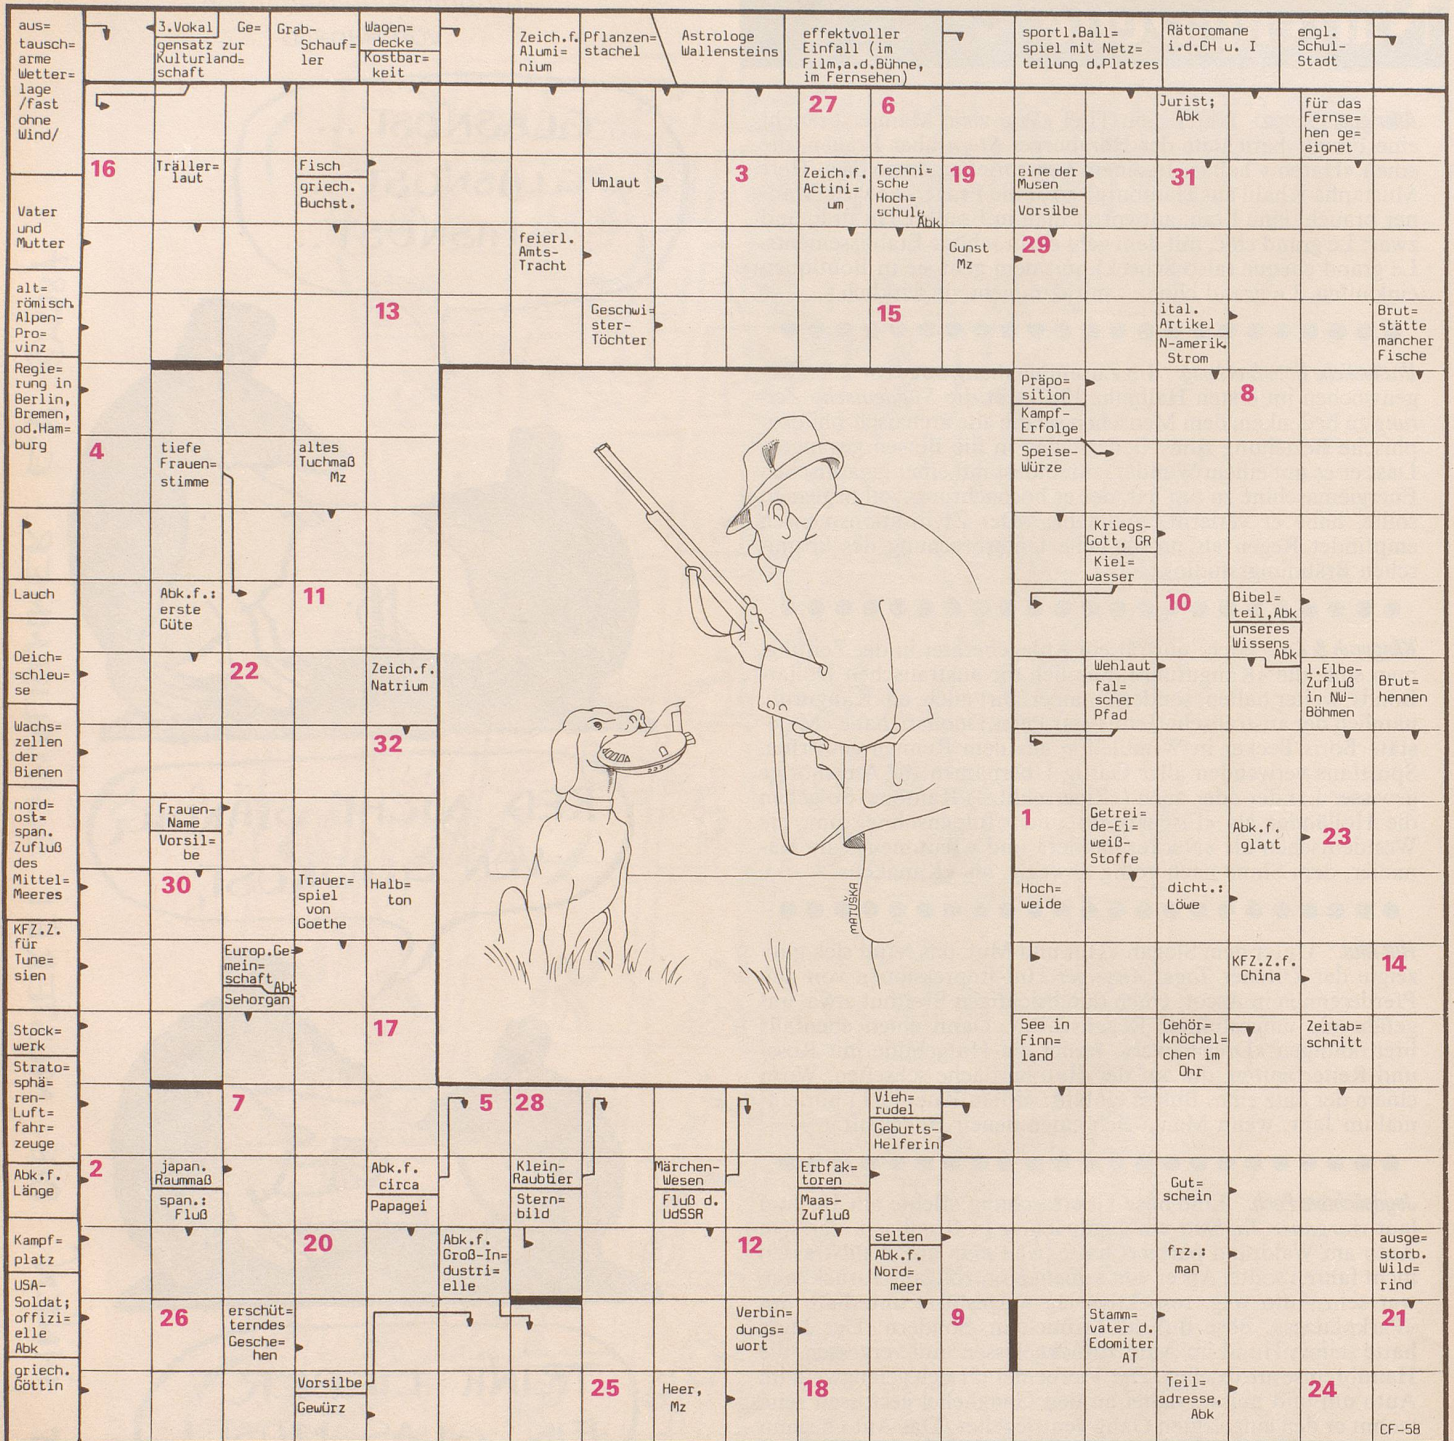 aus=
tausch=
arme
Wetter=
lage
/fast
ohne
Wind/
3.Vokal Ge=
gensatz zur
Kulturland=
schaft
Grab-
Schauf=
ler
Wagen=
decke
Kostbar=
keit
Zeich.f.
Alumi=
nium
Pflanzen=
stachel
Astrologe
Wallensteins
effektvoller
Einfall (im
Film,a.d.Bühne,
im Fernsehen)
sportl.Ball=
spiel mit Netz=
teilung d.Platzes
Rätoromane
i.d.CH u. I
engl.
Schul-
Stadt
27
6
Jurist;
Abk
für das
Fernse=
hen ge=
eignet
16
Träller=
laut
Fisch
griech.
Buchst.
Umlaut
3
Zeich.f.
Actini=
um
Techni=
sche
Hoch=
schule
Abk
19
eine der
Musen
Vorsilbe
31
Vater
und
Mutter
feierl.
Amts-
Tracht
Gunst
Mz
29
alt=
römisch.
Alpen-
Pro=
vinz
13
Geschwi=
ster-
Töchter
15
ital.
Artikel
N-amerik.
Strom
Brut=
stätte
mancher
Fische
Regie=
rung in
Berlin,
Bremen,
od.Ham=
burg
Präpo=
sition
Kampf-
Erfolge
8
4
tiefe
Frauen=
stimme
altes
Tuchmaß
Mz
Speise-
Würze
Kriegs-
Gott, GR
Kiel=
wasser
Lauch
Abk.f.:
erste
Güte
11
10
Bibel=
teil,Abk
unseres
Wissens
Abk
Deich=
schleu=
se
22
Zeich.f.
Natrium
Wehlaut
fal=
scher
Pfad
l.Elbe-
Zufluß
in NW-
Böhmen
Brut=
hennen
Wachs=
zellen
der
Bienen
32
nord=
ost=
span.
Zufluß
des
Mittel=
Meeres
Frauen-
Name
Vorsil=
be
1
Getrei=
de-Ei=
weiß-
Stoffe
Abk.f.
glatt
23
30
Trauer=
spiel
von
Goethe
Halb=
ton
MATUŠKA
Hoch=
weide
dicht.:
Löwe
KFZ.Z.
für
Tune=
sien
Europ.Ge=
mein=
schaft
Abk
Sehorgan
KFZ.Z.f.
China
14
Stock=
werk
17
See in
Finn=
land
Gehör=
knöchel=
chen im
Ohr
Zeitab=
schnitt
Strato=
sphä=
ren-
Luft=
fahr=
zeuge
7
5
28
Vieh=
rudel
Geburts-
Helferin
Abk.f.
Länge
2
japan.
Raummaß
span.:
Fluß
Abk.f.
circa
Papagei
Klein-
Raubtier
Stern=
bild
Märchen-
Wesen
Fluß d.
UdSSR
Erbfak=
toren
Maas-
Zufluß
Gut=
schein
Kampf=
platz
20
Abk.f.
Groß-In=
dustri=
elle
12
selten
Abk.f.
Nord=
meer
frz.:
man
ausge=
storb.
Wild=
rind
USA-
Soldat;
offizi=
elle
Abk
26
erschüt=
terndes
Gesche=
hen
Verbin=
dungs=
wort
9
Stamm=
vater d.
Edomiter
AT
21
griech.
Göttin
Vorsilbe
Gewürz
25
Heer,
Mz
18
Teil=
adresse,
Abk
24
CF-58